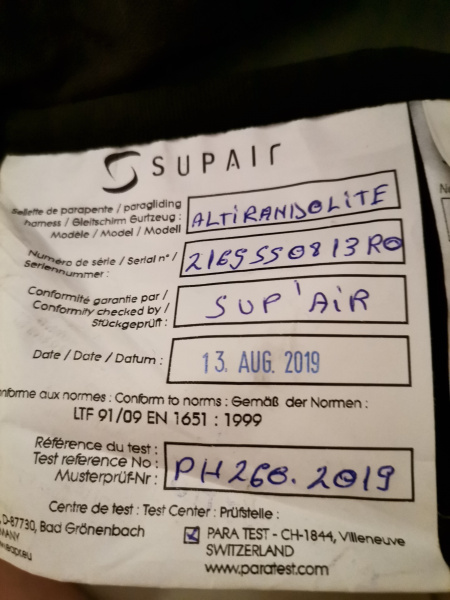 SUPAIR
Sellette de parapente / paragliding
harness / Gleitschirm Gurtzeug :
Modèle / Model / Modell
ALTIRANDOLITE
Numéro de série / Serial n° /
Seriennummer :
Conformité garantie par /
Conformity checked by /
Stückgeprüft :
SUP'AiR
Date / Date / Datum :
13. AUG. 2019
conforme aux normes : Conform to norms : Gemäß der Normen :
LTF 91/09 EN 1651 : 1999
Référence du test :
Test reference No :
Musterprüf-Nr :
PH260.2019
Centre de test : Test Center : Prüfstelle :
D-87730, Bad Grönenbach
PARA TEST - CH-1844, Villeneuve
SWITZERLAND
www.paratest.com